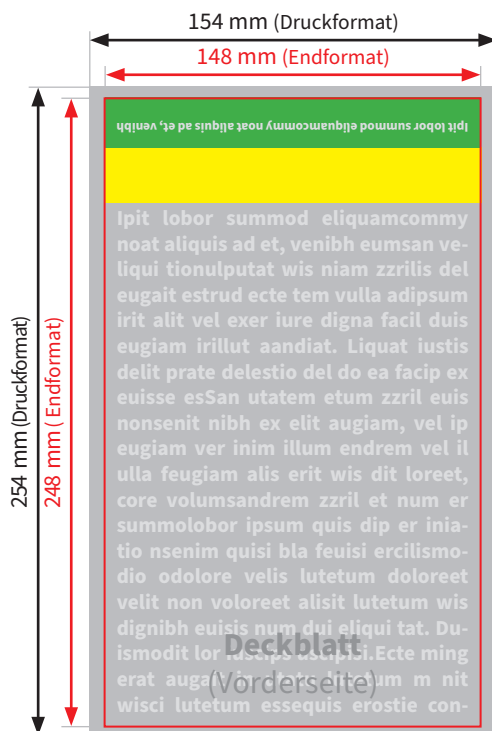 154 mm (Druckformat)
148 mm (Endformat)
254 mm (Druckformat)
248 mm ( Endformat)
Ipit lobor summod eliquamcommy noat aliquis ad et, venibh
Ipit lobor summod eliquamcommy
noat aliquis ad et, venibh eumsan ve-
liqui tionulputat wis niam zzrilis del
eugait estrud ecte tem vulla adipsum
irit alit vel exer iure digna facil duis
eugiam irillut aandiat. Liquat iustis
delit prate delestio del do ea facip ex
euisse esSan utatem etum zzril euis
nonsenit nibh ex elit augiam, vel ip
eugiam ver inim illum endrem vel il
ulla feugiam alis erit wis dit loreet,
core volumsandrem zzril et num er
summolobor ipsum quis dip er inia-
tio nsenim quisi bla feuisi ercilismo-
dio odolore velis lutetum doloreet
velit non voloreet alisit lutetum wis
dignibh euisis num dui eliqui tat. Du-
ismodit lor uscipisi.Ecte ming
erat m nit
wisci lutetum essequis erostie con-
Deckblatt
(Vorderseite)